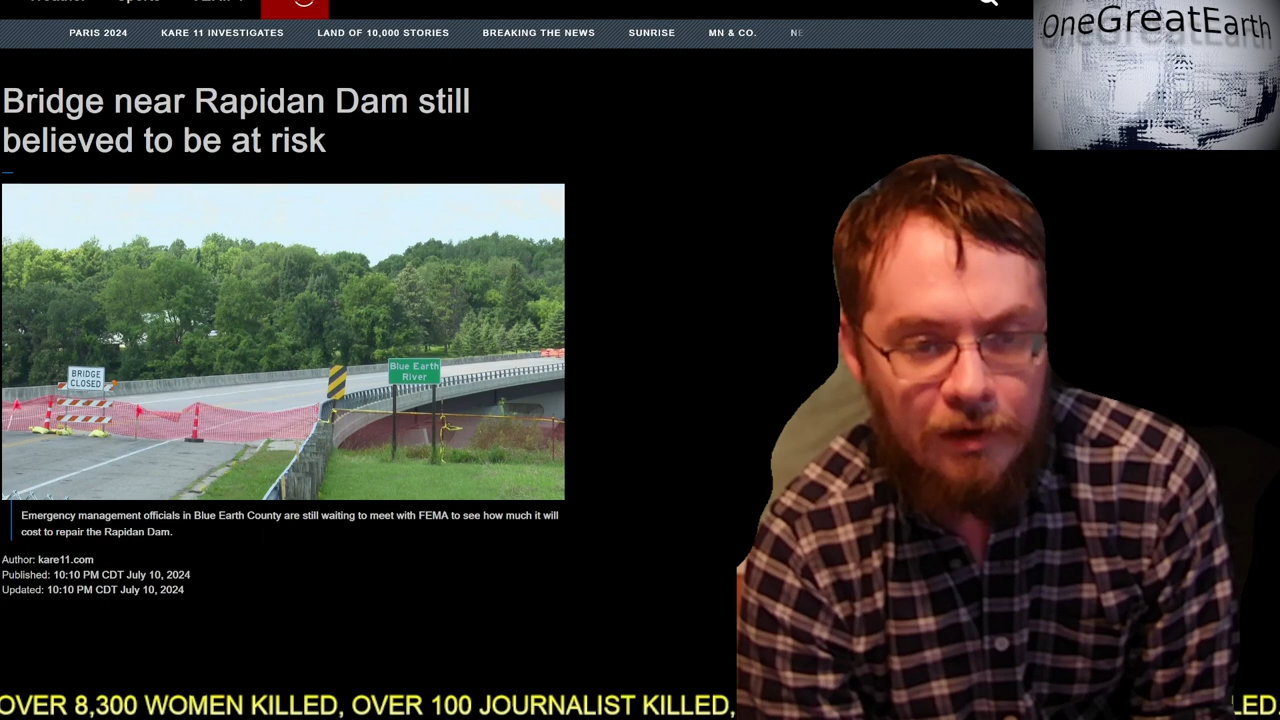 PARIS 2024 KARE 11 INVESTIGATES LAND OF 10,000 STORIES BREAKING THE NEWS SUNRISE MN & CO. NE
OneGreatEarth
Bridge near Rapidan Dam still
believed to be at risk
BRIDGE
CLOSED
Blue Earth
River
Emergency management officials in Blue Earth County are still waiting to meet with FEMA to see how much it will
cost to repair the Rapidan Dam.
Author: kare11.com
Published: 10:10 PM CDT July 10, 2024
Updated: 10:10 PM CDT July 10, 2024
OVER 8,300 WOMEN KILLED, OVER 100 JOURNALIST KILLED, LED